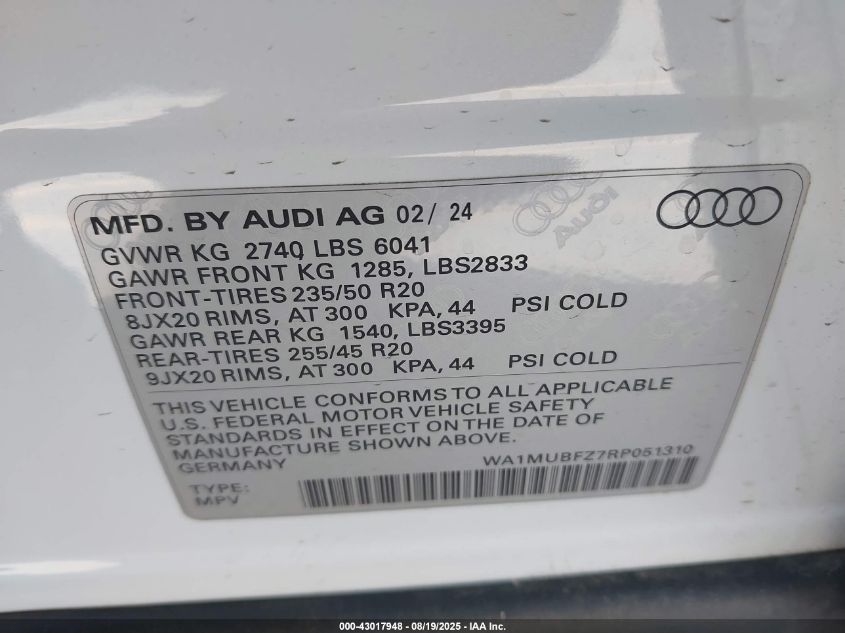 MFD. BY AUDI AG 02/ 24
GVWR KG 2740 LBS 6041
GAWR FRONT KG 1285, LBS2833
FRONT-TIRES 235/50 R20
8JX20 RIMS, AT 300 KPA, 44 PSI COLD
GAWR REAR KG 1540, LBS3395
REAR-TIRES 255/45 R20
9JX20 RIMS, AT 300 KPA, 44 PSI COLD
THIS VEHICLE CONFORMS TO ALL APPLICABLE
U.S. FEDERAL MOTOR VEHICLE SAFETY
STANDARDS IN EFFECT ON THE DATE OF
MANUFACTURE SHOWN ABOVE.
GERMANY
WA1MUBFZ7RP051310
TYPE:
MPV
Audi
000-43017948 - 08/19/2025 - IAA Inc.